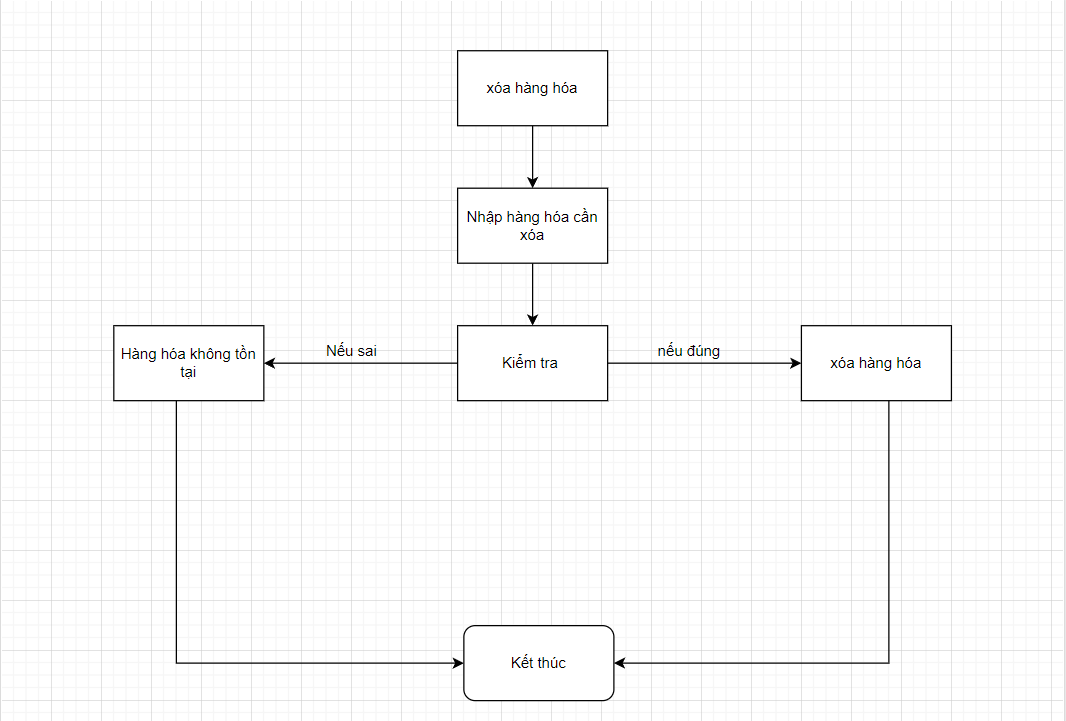 xóa hàng hóa
Nhập hàng hóa cần
xóa
Hàng hóa không tồn
tại
Nếu sai
Kiểm tra
nếu đúng
xóa hàng hóa
Kết thúc